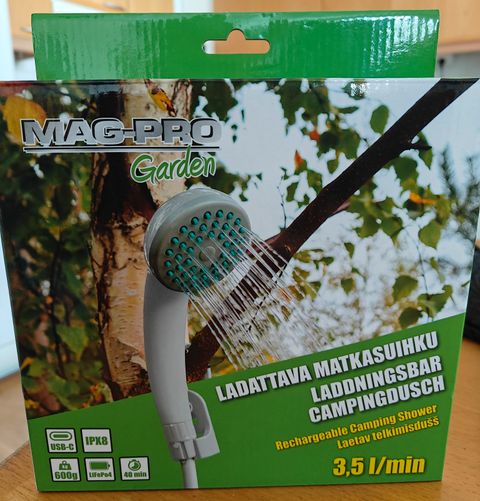 MAG-PRO
Garden
LADATTAVA MATKASUIHKU
LADDNINGSBAR
CAMPINGDUSCH
Rechargeable Camping Shower
Laetav telkimisdušš
3,5 l/min
USB-C
IPX8
600g
LiFePo4
40 min